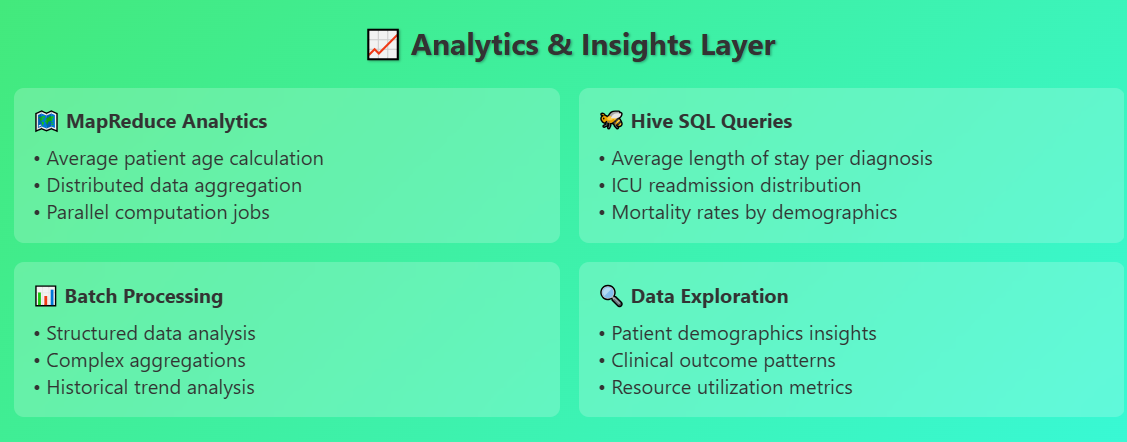 Analytics & Insights Layer
MapReduce Analytics
• Average patient age calculation
• Distributed data aggregation
• Parallel computation jobs
Hive SQL Queries
• Average length of stay per diagnosis
• ICU readmission distribution
• Mortality rates by demographics
Batch Processing
• Structured data analysis
• Complex aggregations
• Historical trend analysis
Data Exploration
• Patient demographics insights
• Clinical outcome patterns
• Resource utilization metrics